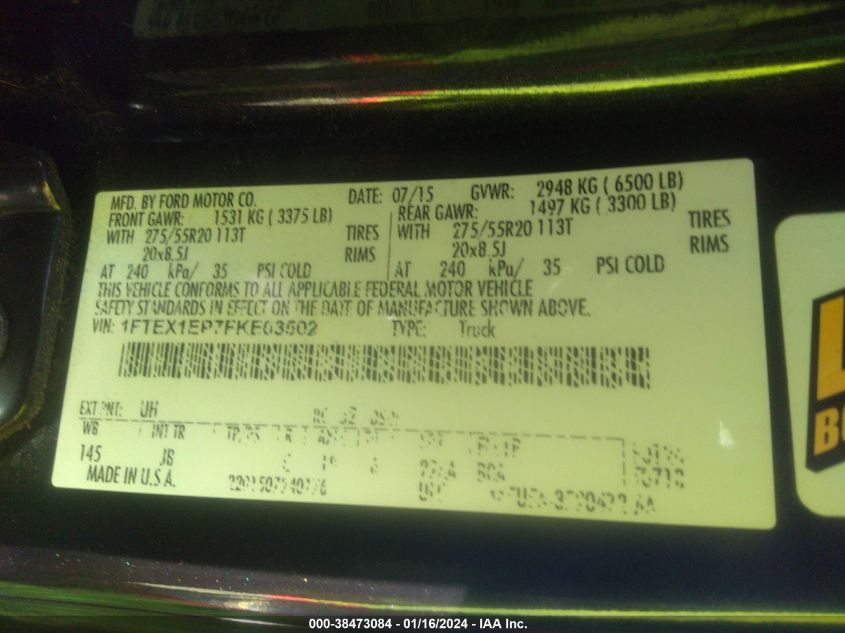 MFD. BY FORD MOTOR CO. DATE: 07/15 GVWR: 2948 KG ( 6500 LB)
FRONT GAWR: 1531 KG ( 3375 LB) REAR GAWR: 1497 KG ( 3300 LB)
WITH 275/55R20 113T TIRES WITH 275/55R20 113T TIRES
20x8.5J RIMS 20x8.5J RIMS
AT 240 kPa/ 35 PSI COLD AT 240 kPa/ 35 PSI COLD
THIS VEHICLE CONFORMS TO ALL APPLICABLE FEDERAL MOTOR VEHICLE
SAFETY STANDARDS IN EFFECT ON THE DATE OF MANUFACTURE SHOWN ABOVE.
VIN: 1FTEX1EP7FKE03502 TYPE: Truck
EXT PNT: UH
WB INT TR
145 JB
MADE IN U.S.A.
000-38473084 - 01/16/2024 - IAA Inc.